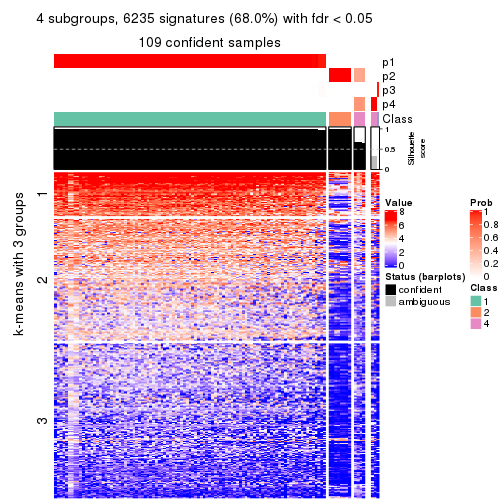 4 subgroups, 6235 signatures (68.0%) with fdr < 0.05
109 confident samples
p1
p2
p3
p4
Class
1
0.5
0
Silhouette
score
k-means with 3 groups
1
2
3
Value
8
6
4
2
0
Status (barplots)
confident
ambiguous
Prob
1
0.8
0.6
0.4
0.2
0
Class
1
2
4